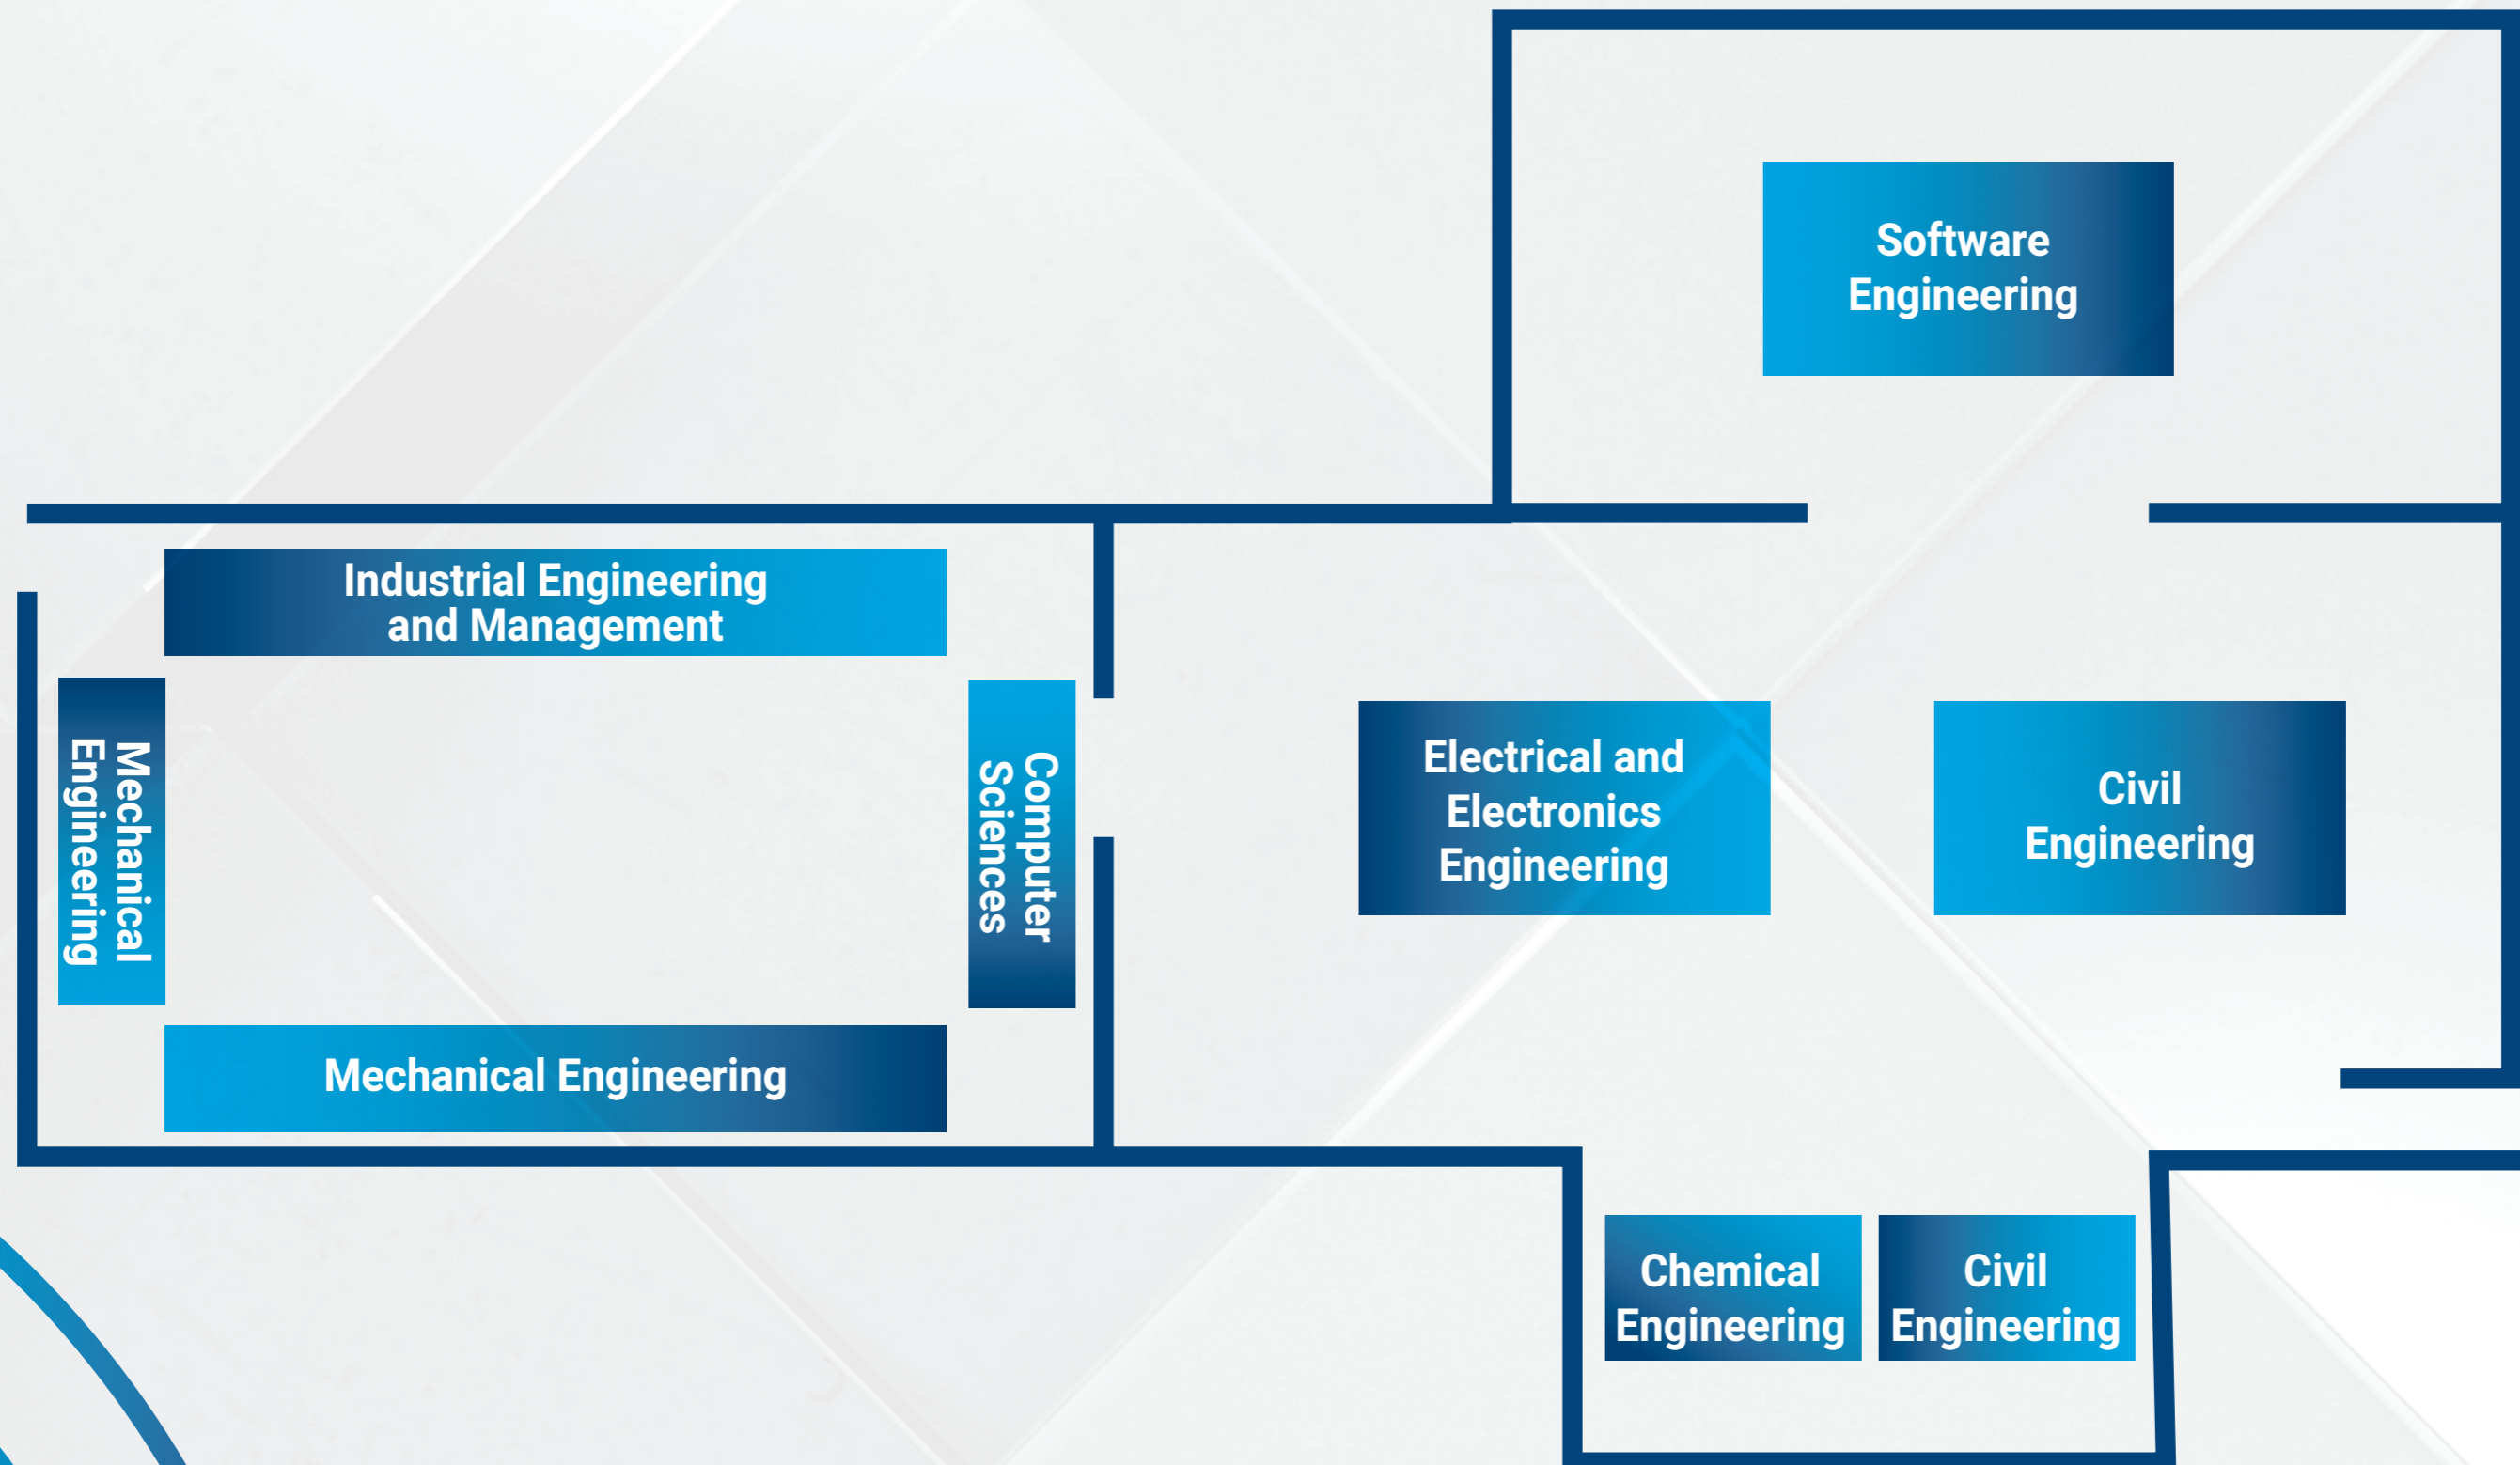 Software
Engineering
Industrial Engineering
and Management
Mechanical
Engineering
Computer
Sciences
Electrical and
Electronics
Engineering
Civil
Engineering
Mechanical Engineering
Chemical
Engineering
Civil
Engineering